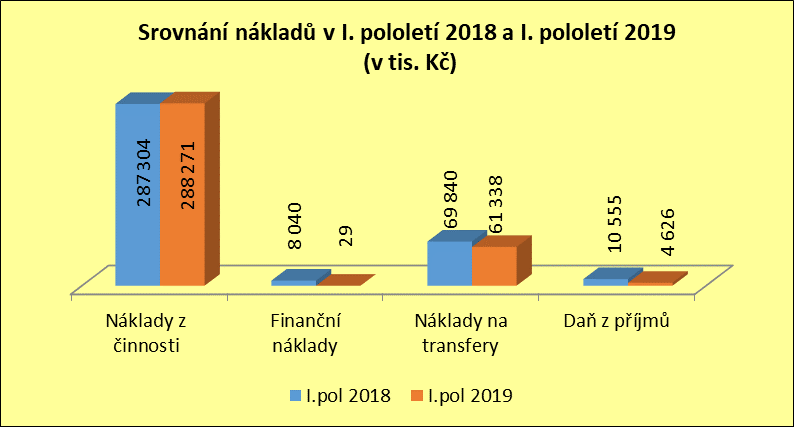 Srovnání nákladů v I. pololetí 2018 a I. pololetí 2019
(v tis. Kč)
287 304
288 271
8 040
29
69 840
61 338
10 555
4 626
Náklady z
činnosti
Finanční
náklady
Náklady na
transfery
Daň z příjmů
I.pol 2018
I.pol 2019